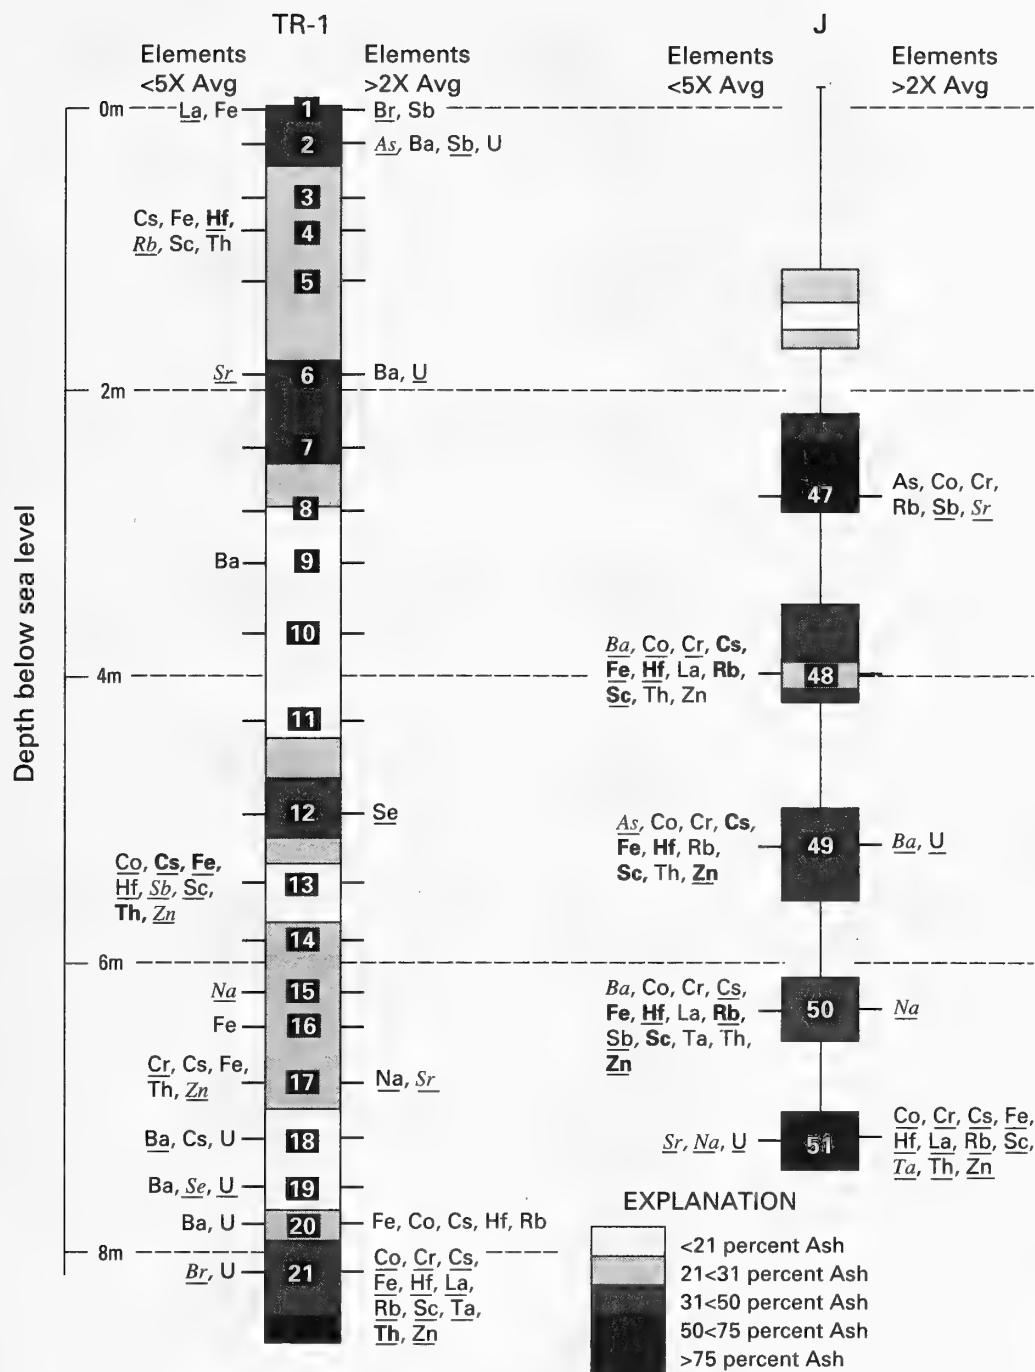 TR-1
J
Elements
<5X Avg
Elements
>2X Avg
Elements
<5X Avg
Elements
>2X Avg
Depth below sea level
0m
2m
4m
6m
8m
La, Fe
1
Br, Sb
2
As, Ba, Sb, U
3
Cs, Fe, Hf,
Rb, Sc, Th
4
5
Sr
6
Ba, U
7
8
Ba
9
10
11
12
Se
Co, Cs, Fe,
Hf, Sb, Sc,
Th, Zn
13
14
Na
15
Fe
16
Cr, Cs, Fe,
Th, Zn
17
Na, Sr
Ba, Cs, U
18
Ba, Se, U
19
Ba, U
20
Fe, Co, Cs, Hf, Rb
Br, U
21
Co, Cr, Cs,
Fe, Hf, La,
Rb, Sc, Ta,
Th, Zn
47
As, Co, Cr,
Rb, Sb, Sr
Ba, Co, Cr, Cs,
Fe, Hf, La, Rb,
Sc, Th, Zn
48
As, Co, Cr, Cs,
Fe, Hf, Rb,
Sc, Th, Zn
49
Ba, U
Ba, Co, Cr, Cs,
Fe, Hf, La, Rb,
Sb, Sc, Ta, Th,
Zn
50
Na
Sr, Na, U
51
Co, Cr, Cs, Fe,
Hf, La, Rb, Sc,
Ta, Th, Zn
EXPLANATION
<21 percent Ash
21<31 percent Ash
31<50 percent Ash
50<75 percent Ash
>75 percent Ash